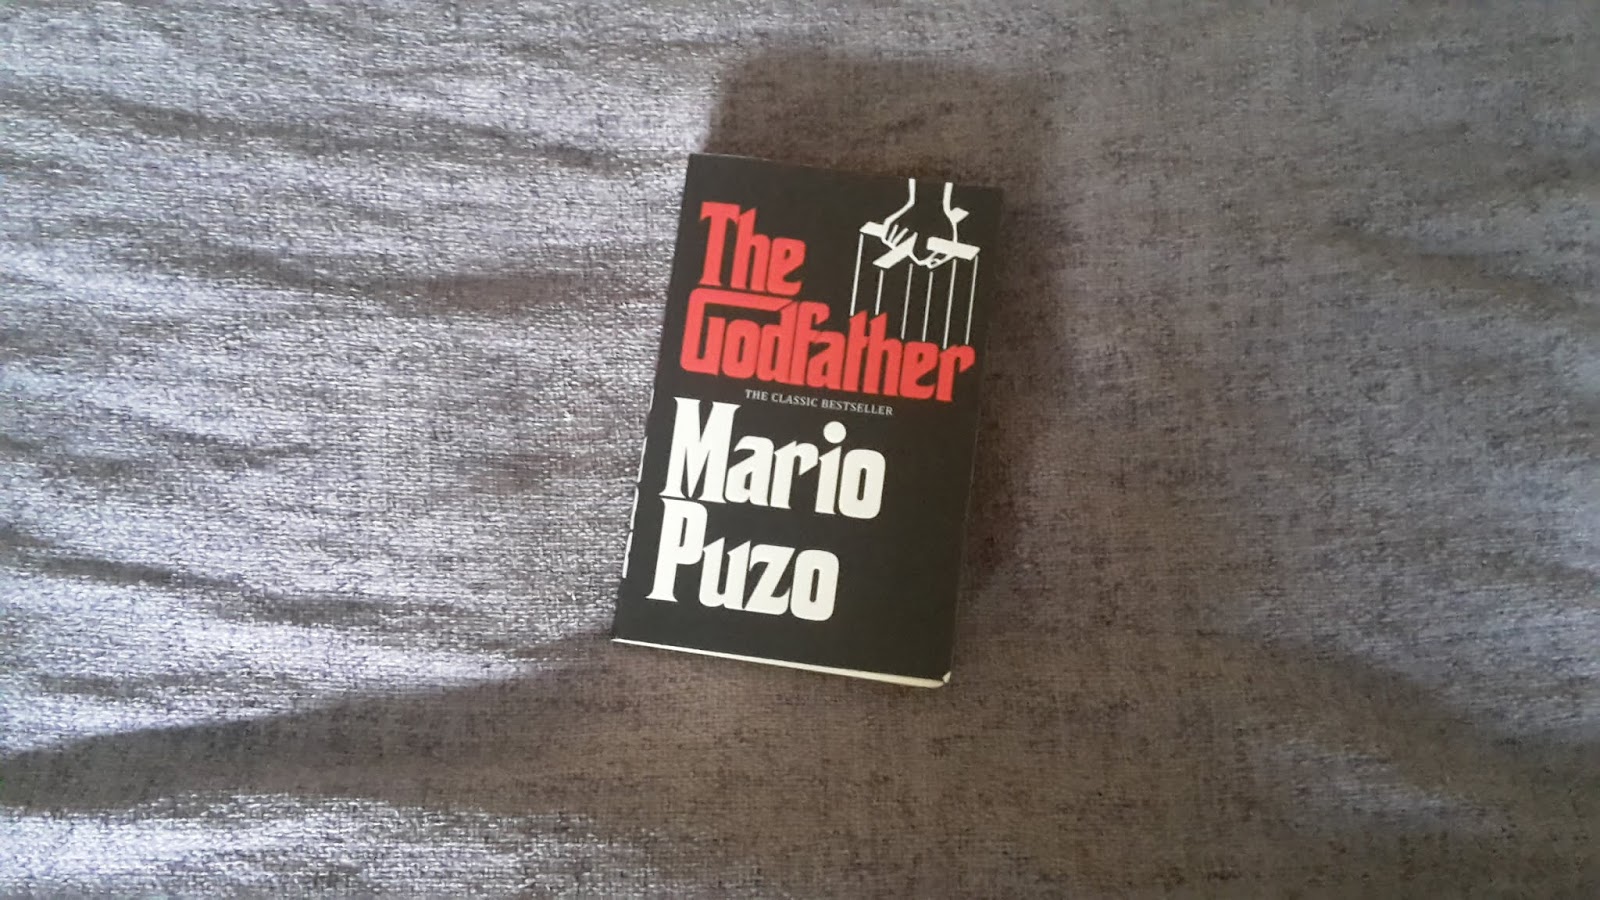 The
Godfather
THE CLASSIC BESTSELLER
Mario
Puzo